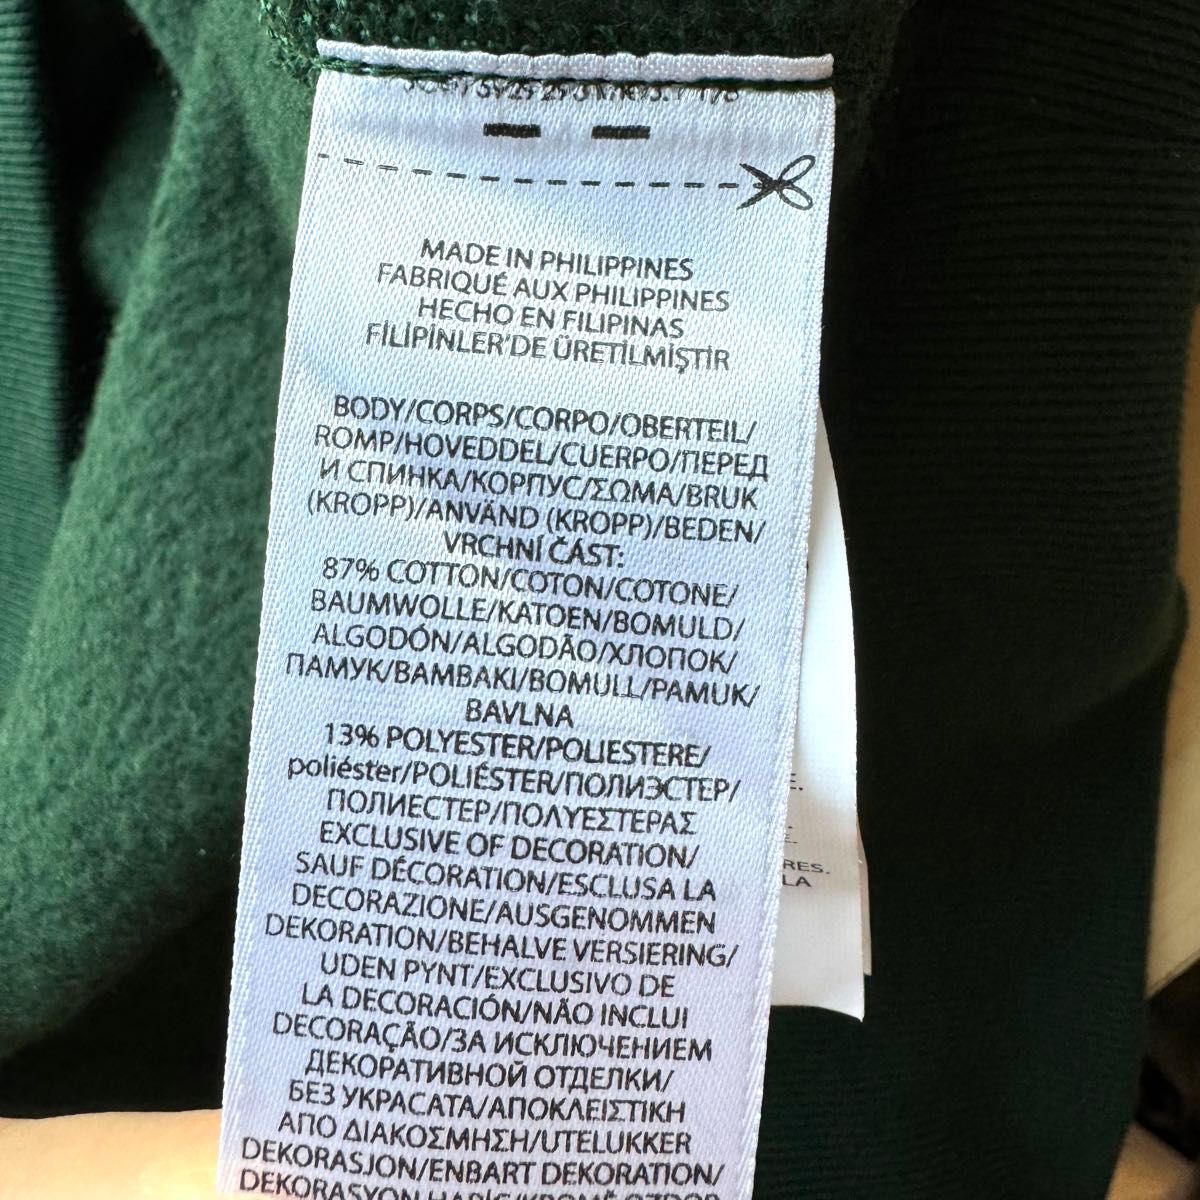 MADE IN PHILIPPINES
FABRIQUÉ AUX PHILIPPINES
HECHO EN FILIPINAS
FİLİPİNLER'DE ÜRETİLMİŞTİR
BODY/CORPS/CORPO/OBERTEIL/
ROMP/HOVEDDEL/CUERPO/ПЕРЕД
И СПИНКА/КОРПУС/ΣΩΜΑ/BRUK
(KROPP)/ANVÄND (KROPP)/BEDEN/
VRCHNÍ ČÁST:
87% COTTON/COTON/COTONE/
BAUMWOLLE/KATOEN/BOMULD/
ALGODÓN/ALGODÃO/ХЛОПОК/
ПАМУК/ΒΑΜΒΑΚΙ/BOMULL/PAMUK/
BAVLNA
13% POLYESTER/POLIESTERE/
poliéster/POLIÉSTER/ПОЛИЭСТЕР/
ПОЛИЕСТЕР/ΠΟΛΥΕΣΤΕΡΑΣ
EXCLUSIVE OF DECORATION/
SAUF DÉCORATION/ESCLUSA LA
DECORAZIONE/AUSGENOMMEN
DEKORATION/BEHALVE VERSIERING/
UDEN PYNT/EXCLUSIVO DE
LA DECORACIÓN/NÃO INCLUI
DECORAÇÃO/ЗА ИСКЛЮЧЕНИЕМ
ДЕКОРАТИВНОЙ ОТДЕЛКИ/
БЕЗ УКРАСАТА/ΑΠΟΚΛΕΙΣΤΙΚΗ
ΑΠΟ ΔΙΑΚΟΣΜΗΣΗ/UTELUKKER
DEKORASJON/ENBART DEKORATION/
RES.
LA